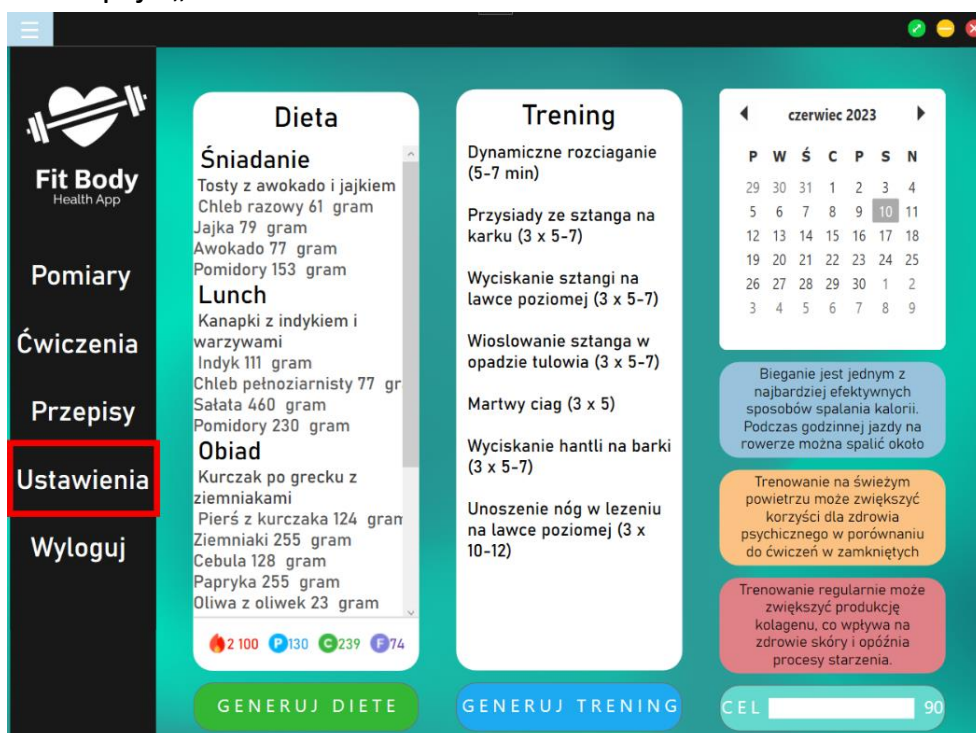 Fit Body
Health App
Pomiary
Ćwiczenia
Przepisy
Ustawienia
Wyloguj
Dieta
Śniadanie
Tosty z awokado i jajkiem
Chleb razowy 61 gram
Jajka 79 gram
Awokado 77 gram
Pomidory 153 gram
Lunch
Kanapki z indykiem i
warzywami
Indyk 111 gram
Chleb pełnoziarnisty 77 gr
Sałata 460 gram
Pomidory 230 gram
Obiad
Kurczak po grecku z
ziemniakami
Pierś z kurczaka 124 gram
Ziemniaki 255 gram
Cebula 128 gram
Papryka 255 gram
Oliwa z oliwek 23 gram
2 100 P 130 C 239 F 74
GENERUJ DIETE
Trening
Dynamiczne rozciaganie
(5-7 min)
Przysiady ze sztanga na
karku (3 x 5-7)
Wyciskanie sztangi na
lawce poziomej (3 x 5-7)
Wioslowanie sztanga w
opadzie tulowia (3 x 5-7)
Martwy ciag (3 x 5)
Wyciskanie hantli na barki
(3 x 5-7)
Unoszenie nóg w lezeniu
na lawce poziomej (3 x
10-12)
GENERUJ TRENING
czerwiec 2023
P W Ś C P S N
29 30 31 1 2 3 4
5 6 7 8 9 10 11
12 13 14 15 16 17 18
19 20 21 22 23 24 25
26 27 28 29 30 1 2
3 4 5 6 7 8 9
Bieganie jest jednym z
najbardziej efektywnych
sposobów spalania kalorii.
Podczas godzinnej jazdy na
rowerze można spalić około
Trenowanie na świeżym
powietrzu może zwiększyć
korzyści dla zdrowia
psychicznego w porównaniu
do ćwiczeń w zamkniętych
Trenowanie regularnie może
zwiększyć produkcję
kolagenu, co wpływa na
zdrowie skóry i opóźnia
procesy starzenia.
CEL 90